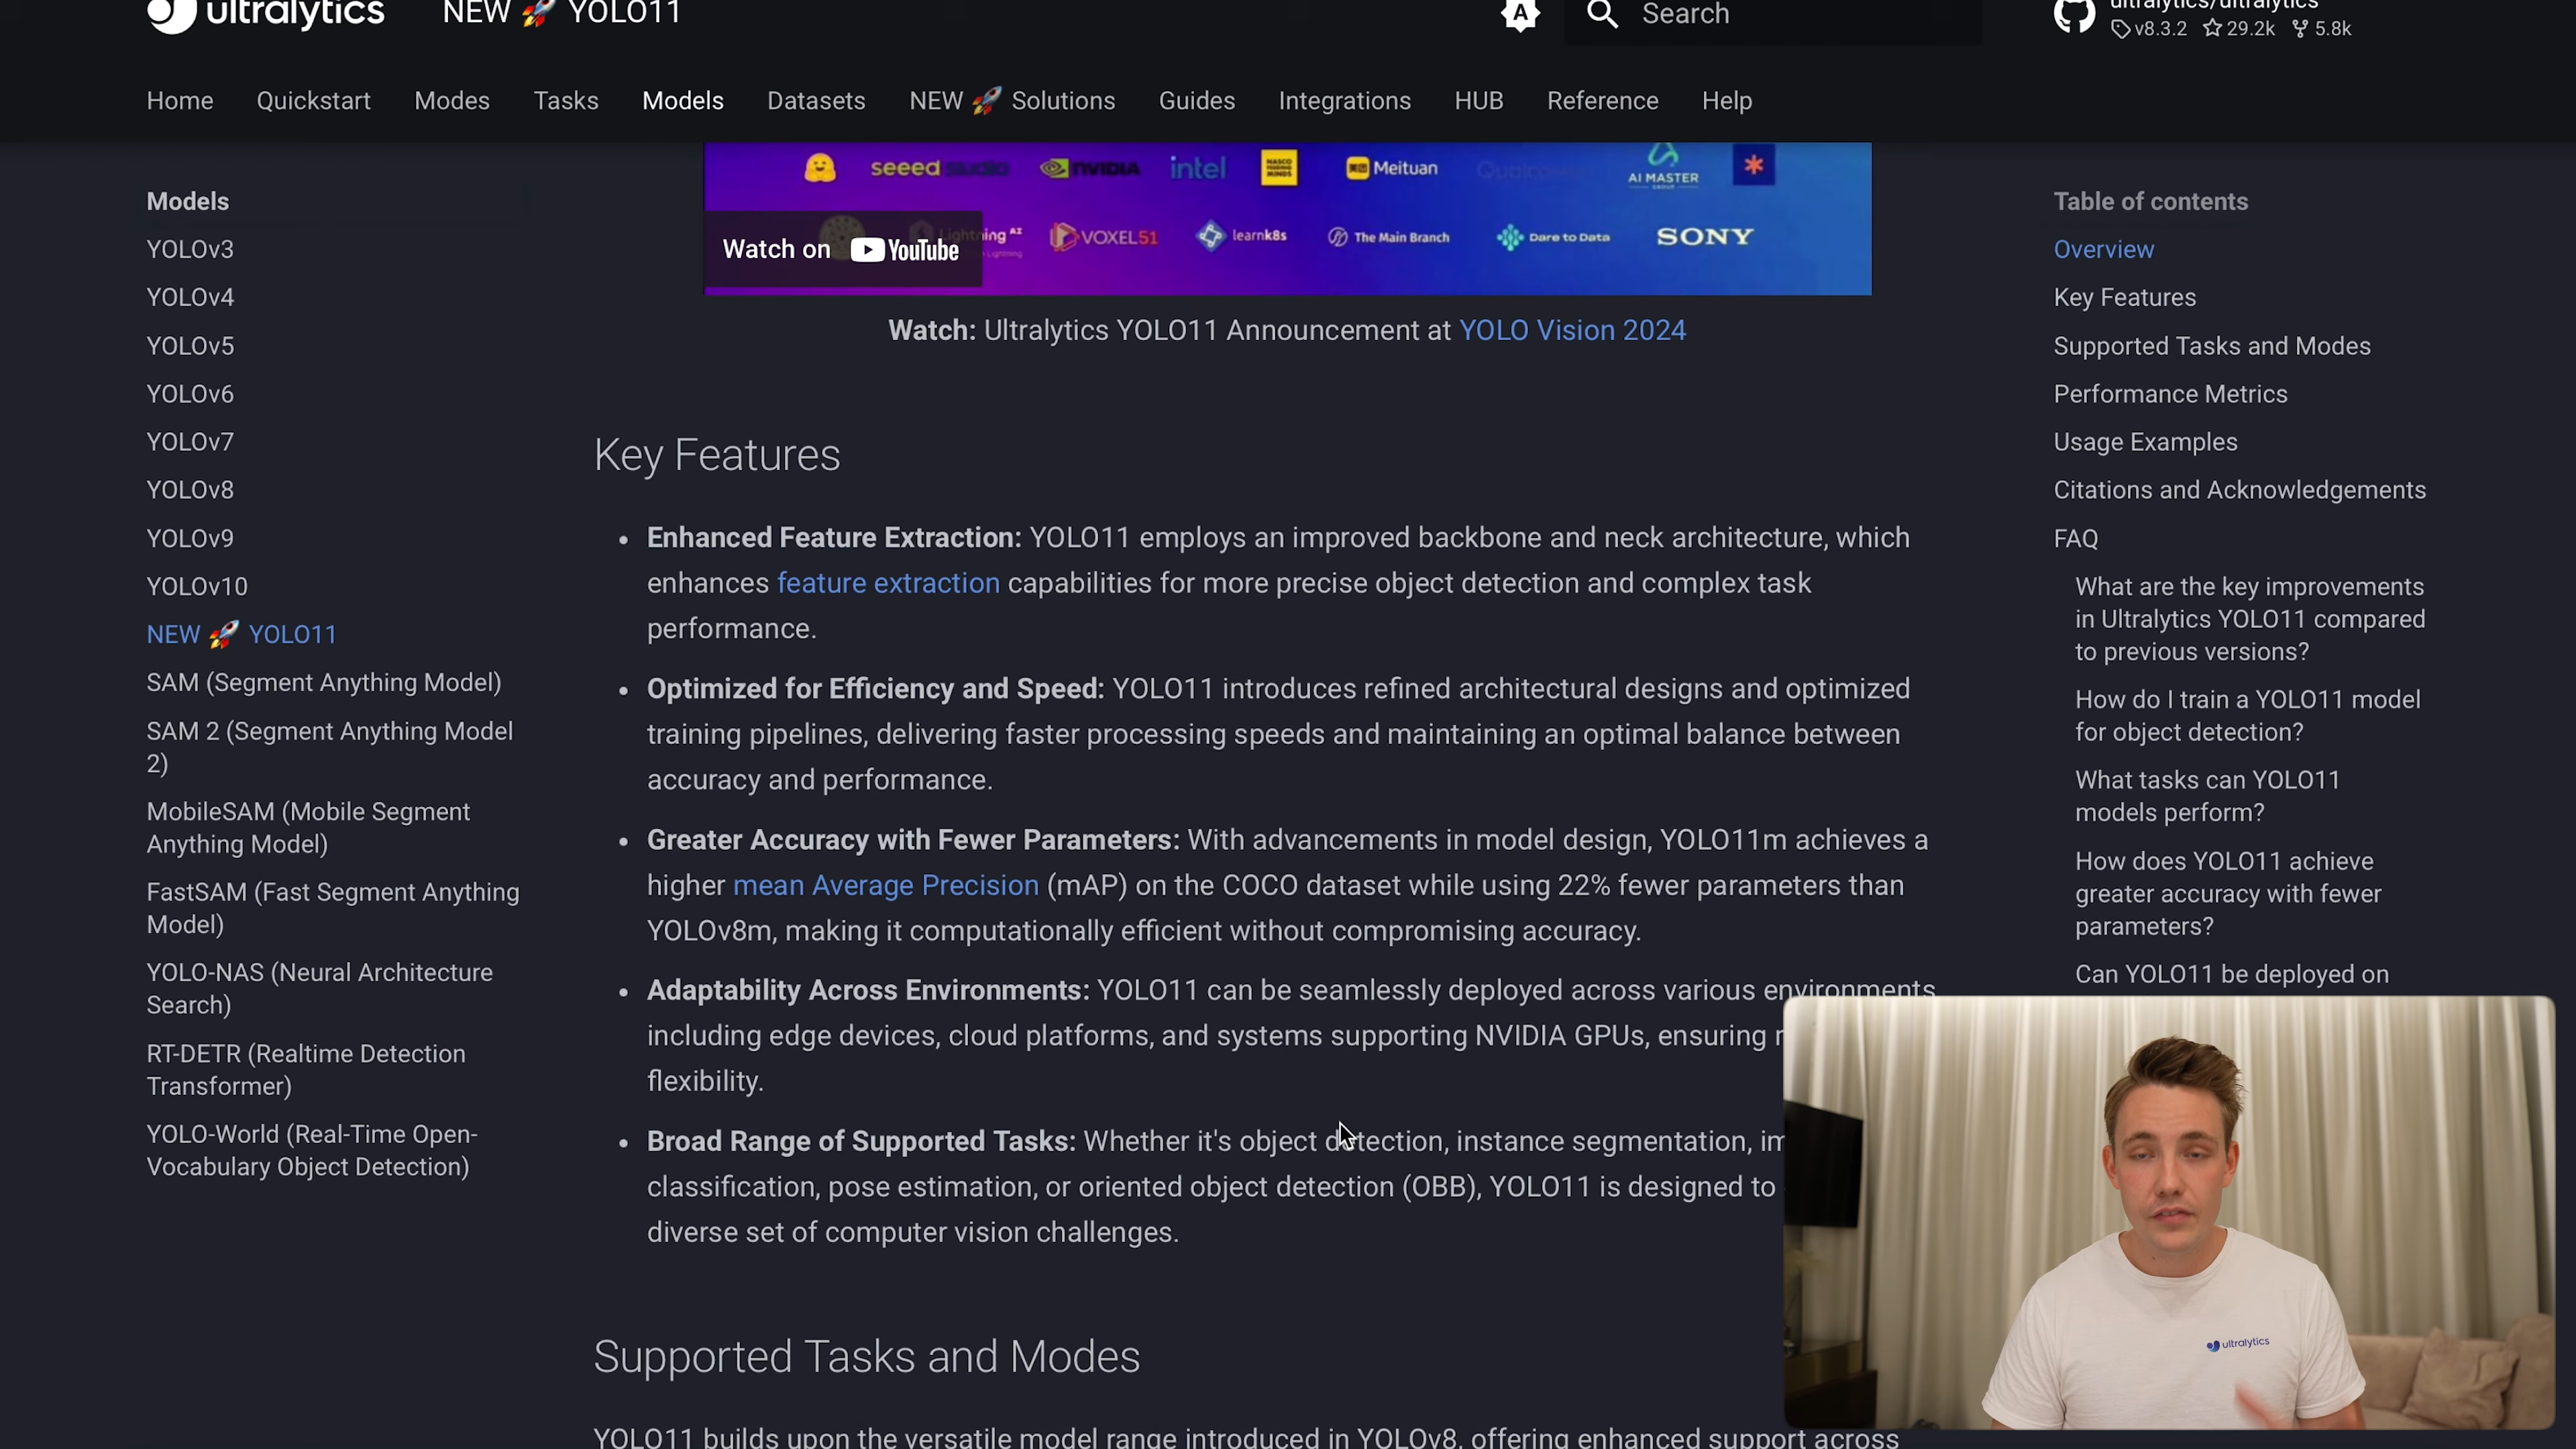 ultralytics
NEW 🚀 YOLO11
A
Search
ultralytics/ultralytics
v8.3.2 29.2k 5.8k
Home Quickstart Modes Tasks Models Datasets NEW 🚀 Solutions Guides Integrations HUB Reference Help
Models
YOLOv3
YOLOv4
YOLOv5
YOLOv6
YOLOv7
YOLOv8
YOLOv9
YOLOv10
NEW 🚀 YOLO11
SAM (Segment Anything Model)
SAM 2 (Segment Anything Model
2)
MobileSAM (Mobile Segment
Anything Model)
FastSAM (Fast Segment Anything
Model)
YOLO-NAS (Neural Architecture
Search)
RT-DETR (Realtime Detection
Transformer)
YOLO-World (Real-Time Open-
Vocabulary Object Detection)
seeed studio NVIDIA intel Meituan Qualcomm AI MASTER
GROUP
Watch on YouTube
Lightning AI VOXEL51 learnk8s The Main Branch Dare to Data SONY
Watch: Ultralytics YOLO11 Announcement at YOLO Vision 2024
Key Features
• Enhanced Feature Extraction: YOLO11 employs an improved backbone and neck architecture, which
enhances feature extraction capabilities for more precise object detection and complex task
performance.
• Optimized for Efficiency and Speed: YOLO11 introduces refined architectural designs and optimized
training pipelines, delivering faster processing speeds and maintaining an optimal balance between
accuracy and performance.
• Greater Accuracy with Fewer Parameters: With advancements in model design, YOLO11m achieves a
higher mean Average Precision (mAP) on the COCO dataset while using 22% fewer parameters than
YOLOv8m, making it computationally efficient without compromising accuracy.
• Adaptability Across Environments: YOLO11 can be seamlessly deployed across various environments
including edge devices, cloud platforms, and systems supporting NVIDIA GPUs, ensuring
flexibility.
• Broad Range of Supported Tasks: Whether it's object detection, instance segmentation, im
classification, pose estimation, or oriented object detection (OBB), YOLO11 is designed to
diverse set of computer vision challenges.
Supported Tasks and Modes
YOLO11 builds upon the versatile model range introduced in YOLOv8, offering enhanced support across
Table of contents
Overview
Key Features
Supported Tasks and Modes
Performance Metrics
Usage Examples
Citations and Acknowledgements
FAQ
What are the key improvements
in Ultralytics YOLO11 compared
to previous versions?
How do I train a YOLO11 model
for object detection?
What tasks can YOLO11
models perform?
How does YOLO11 achieve
greater accuracy with fewer
parameters?
Can YOLO11 be deployed on
ultralytics